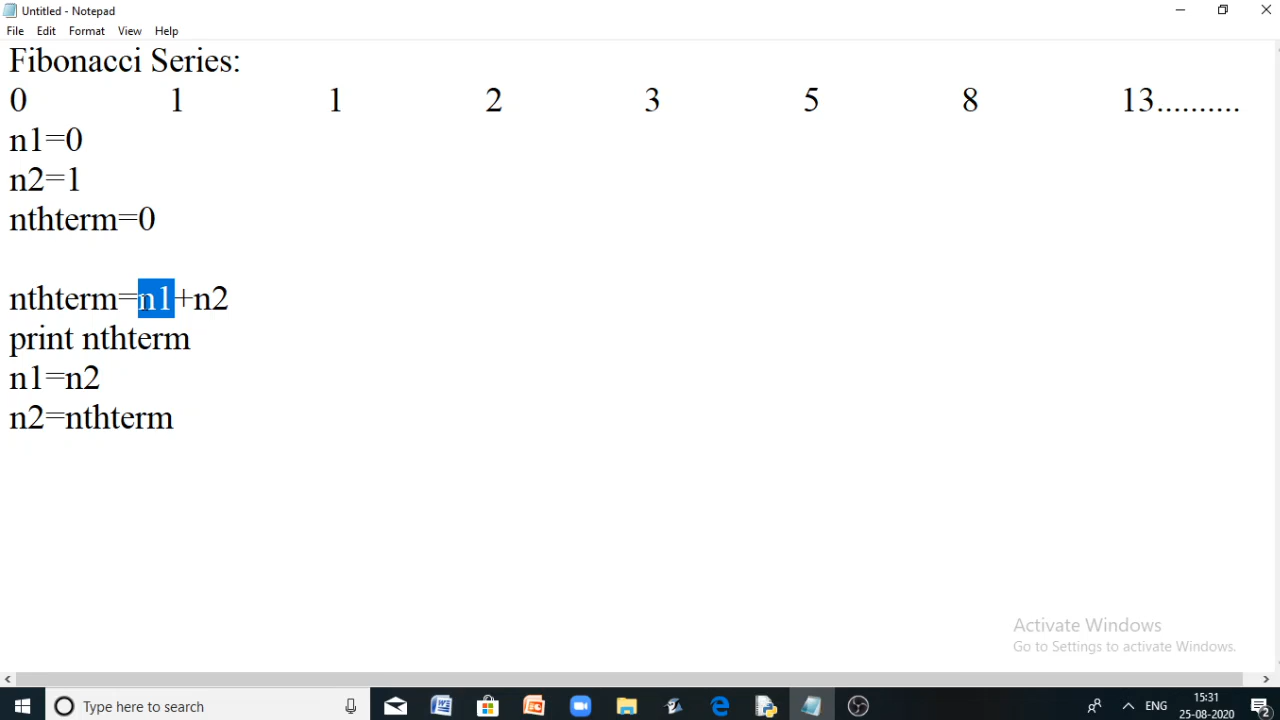 Untitled - Notepad
File Edit Format View Help
Fibonacci Series:
0 1 1 2 3 5 8 13..........
n1=0
n2=1
nthterm=0
nthterm=n1+n2
print nthterm
n1=n2
n2=nthterm
Activate Windows
Go to Settings to activate Windows.
Type here to search
ENG
15:31
25-08-2020
2